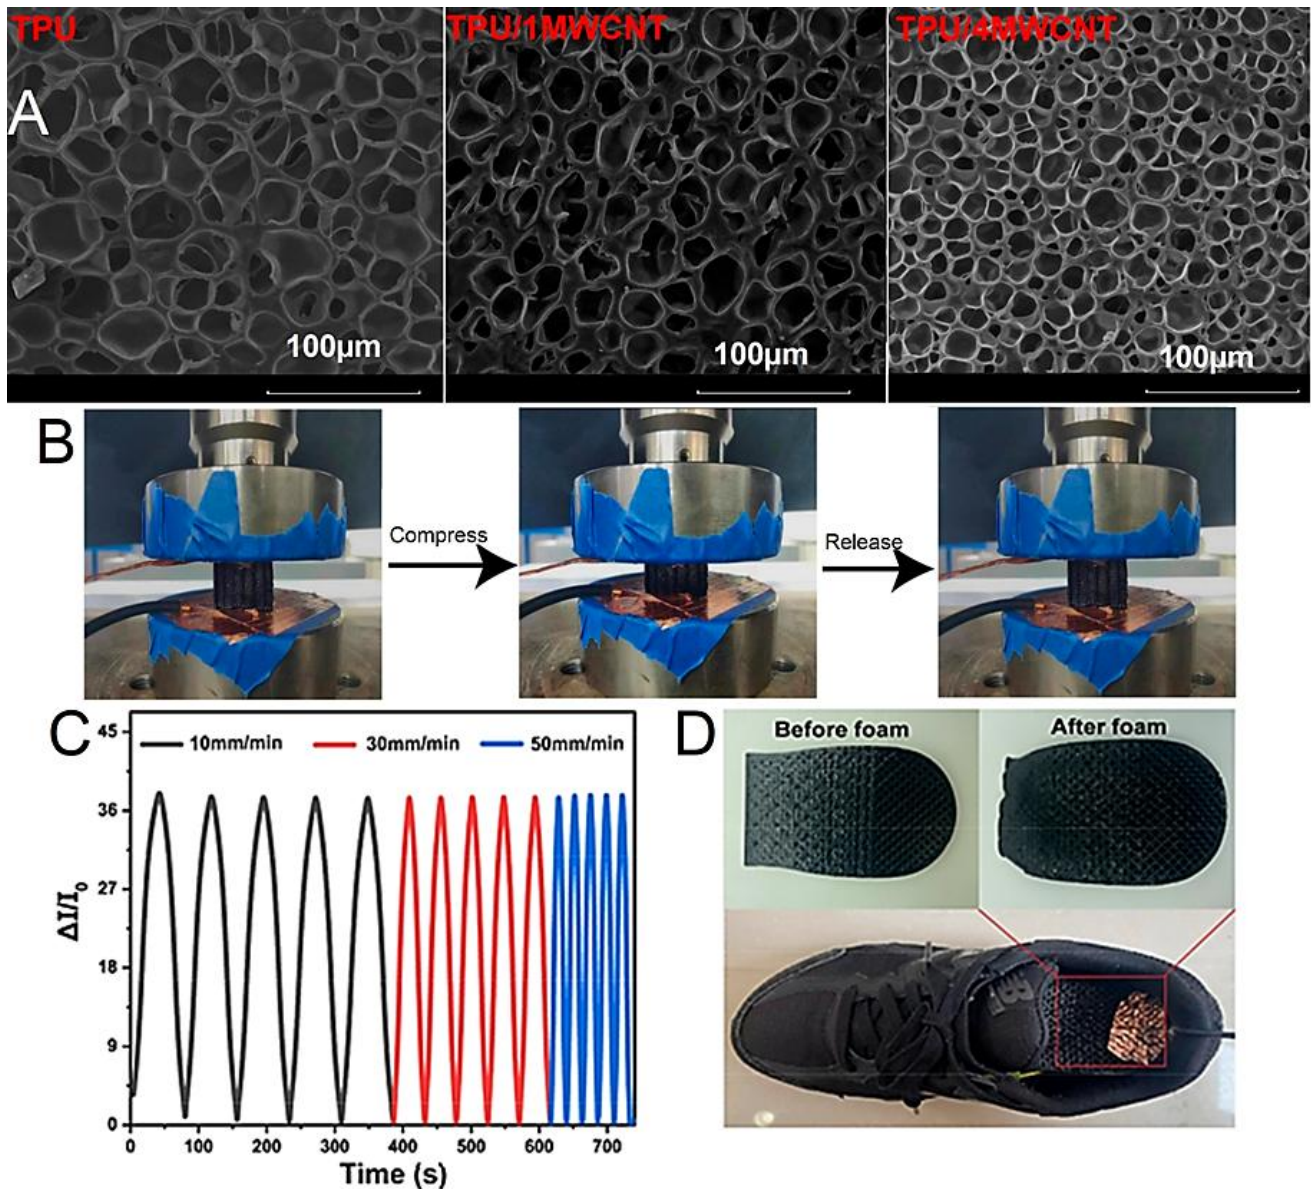 TPU
TPU/1MWCNT
TPU/4MWCNT
A
100μm
100μm
100μm
B
Compress
Release
C
10mm/min
30mm/min
50mm/min
45
36
27
18
9
0
ΔI/I0
0
100
200
300
400
500
600
700
Time (s)
D
Before foam
After foam